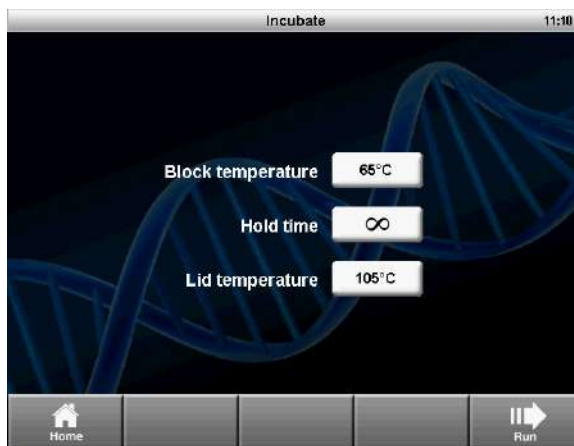 Incubate 11:10
Block temperature 65°C
Hold time ∞
Lid temperature 105°C
Home Run